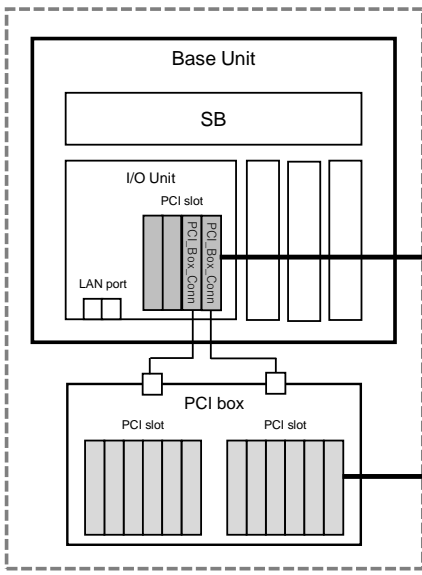 Base Unit
SB
I/O Unit
PCI slot
PCI_Box_Conn
PCI_Box_Conn
LAN port
PCI box
PCI slot
PCI slot